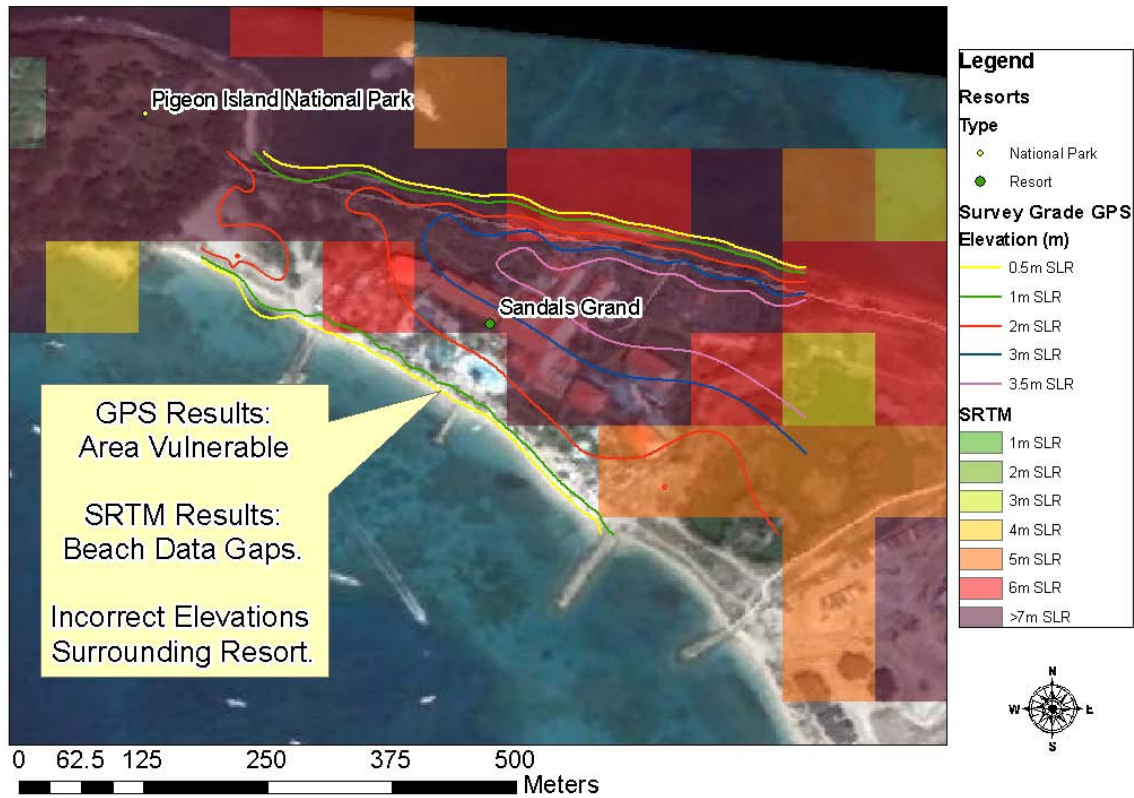 Pigeon Island National Park
Sandals Grand
GPS Results:
Area Vulnerable
SRTM Results:
Beach Data Gaps.
Incorrect Elevations
Surrounding Resort.
0 62.5 125 250 375 500
Meters
Legend
Resorts
Type
National Park
Resort
Survey Grade GPS
Elevation (m)
0.5m SLR
1m SLR
2m SLR
3m SLR
3.5m SLR
SRTM
1m SLR
2m SLR
3m SLR
4m SLR
5m SLR
6m SLR
>7m SLR
N
W E
S